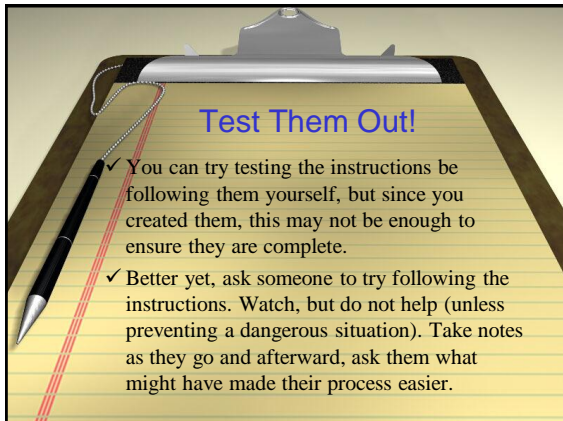 Test Them Out!
✓ You can try testing the instructions be
following them yourself, but since you
created them, this may not be enough to
ensure they are complete.
✓ Better yet, ask someone to try following the
instructions. Watch, but do not help (unless
preventing a dangerous situation). Take notes
as they go and afterward, ask them what
might have made their process easier.